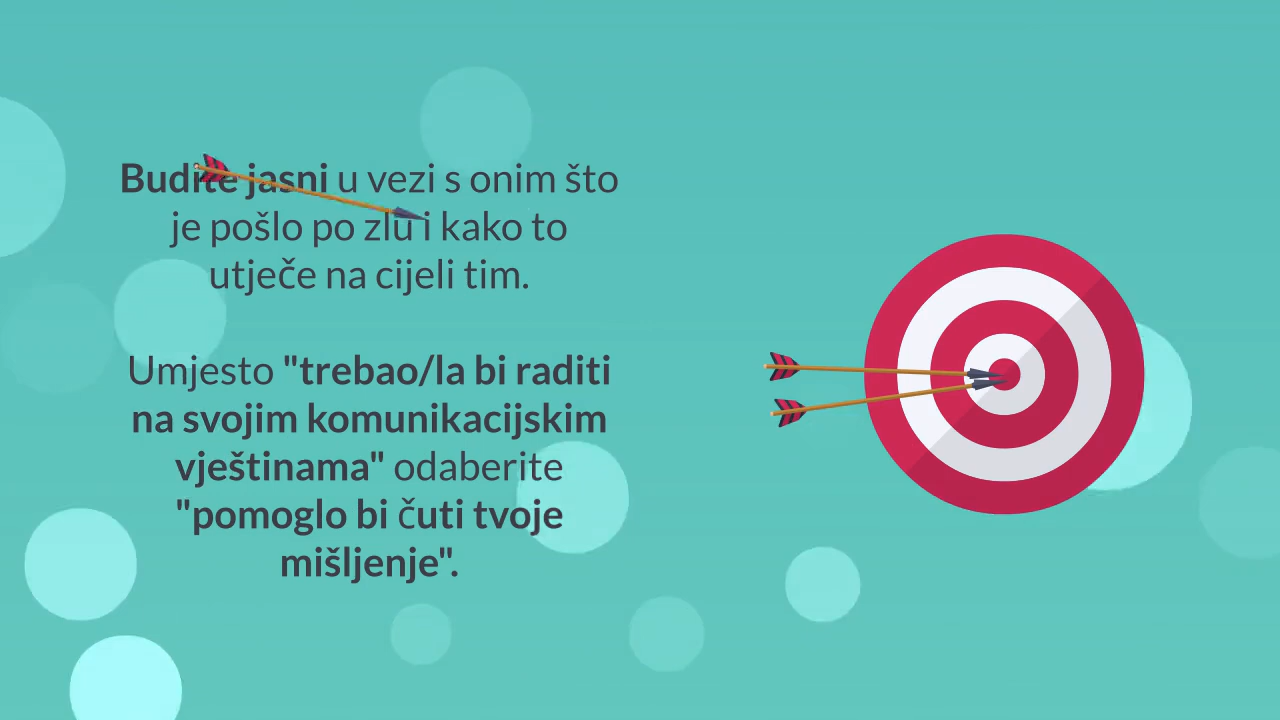 Budite jasni u vezi s onim što
je pošlo po zlu i kako to
utječe na cijeli tim.
Umjesto "trebao/la bi raditi
na svojim komunikacijskim
vještinama" odaberite
"pomoglo bi čuti tvoje
mišljenje".